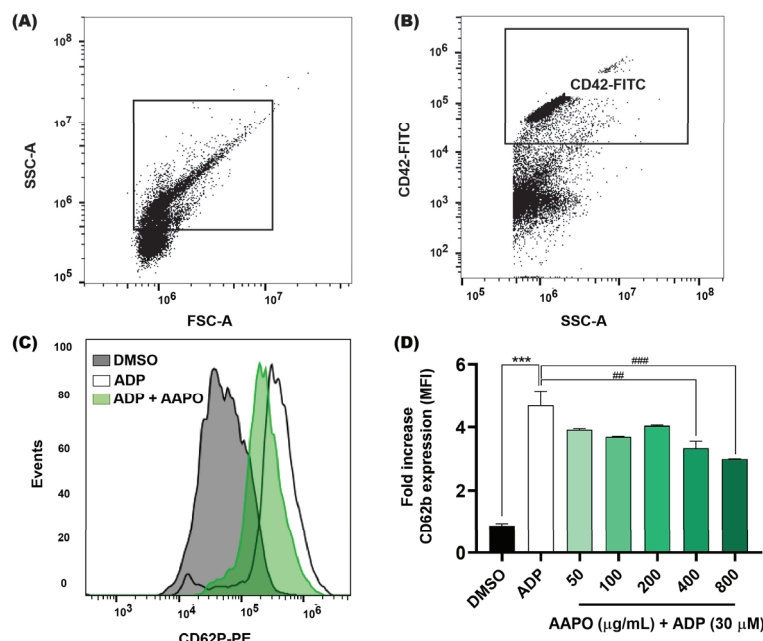 (A)
10⁸
10⁷
10⁶
10⁵
SSC-A
10⁶ 10⁷
FSC-A
(B)
10⁶
10⁵
10⁴
10³
10²
CD42-FITC
CD42-FITC
10⁵ 10⁶ 10⁷ 10⁸
SSC-A
(C)
100
80
60
40
20
0
Events
DMSO
ADP
ADP + AAPO
10³ 10⁴ 10⁵ 10⁶
CD62P-PE
(D)
6
4
2
0
Fold increase
CD62b expression (MFI)
***
###
##
DMSO ADP 50 100 200 400 800
AAPO (μg/mL) + ADP (30 μM)